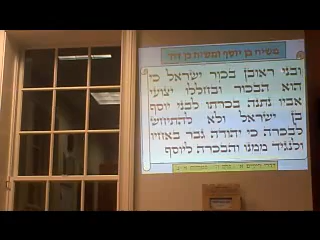 משיח בן יוסף ומשיח בן דוד
ובני ראובן בכור ישראל כי
הוא הבכור ובחללו יצועי
אביו נתנה בכרתו לבני יוסף
בן ישראל ולא להתיחש
לבכרה כי יהודה גבר באחיו
ולנגיד ממנו והבכרה ליוסף